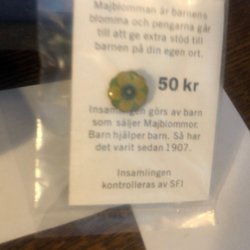 Majblomman är barnens
blomma och pengarna går
till att ge extra stöd till
barnen på din egen ort.
50 kr
Insamlingen görs av barn
som säljer Majblommor.
Barn hjälper barn. Så har
det varit sedan 1907.
Insamlingen
kontrolleras av SFI